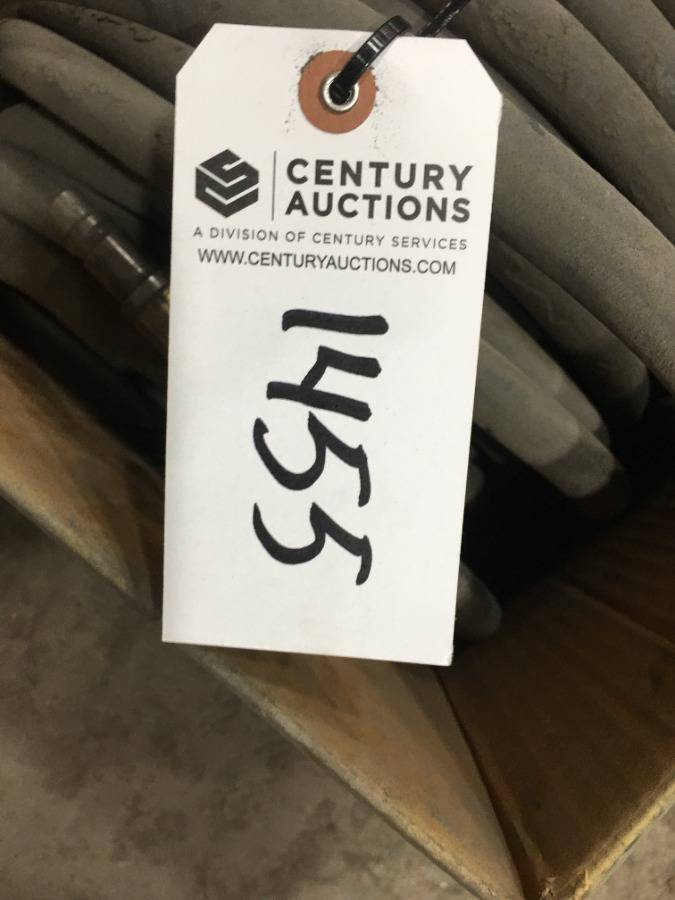 CENTURY
AUCTIONS
A DIVISION OF CENTURY SERVICES
WWW.CENTURYAUCTIONS.COM
1455